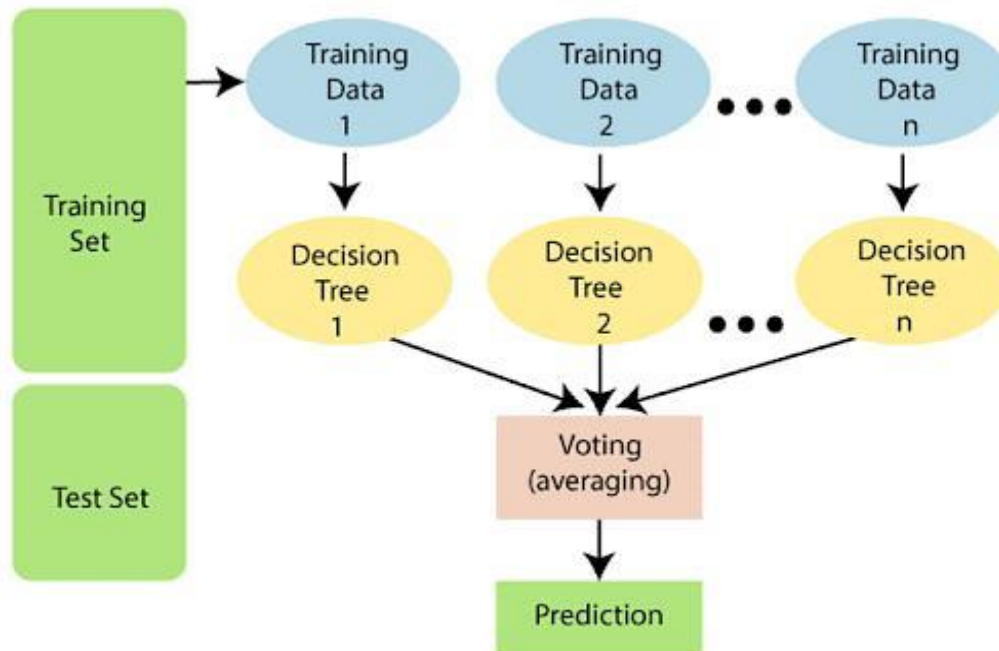 Training
Set
Test Set
Training
Data
1
Training
Data
2
Training
Data
n
Decision
Tree
1
Decision
Tree
2
Decision
Tree
n
Voting
(averaging)
Prediction